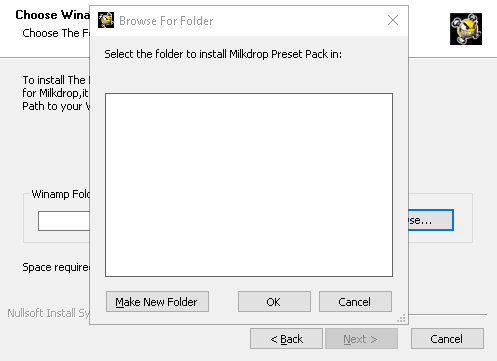 Choose Wina
Choose The F
Browse For Folder
Select the folder to install Milkdrop Preset Pack in:
To install The
for Milkdrop,it
Path to your
Winamp Fold
se...
Space required
Make New Folder
OK
Cancel
Nullsoft Install Sy
< Back
Next >
Cancel